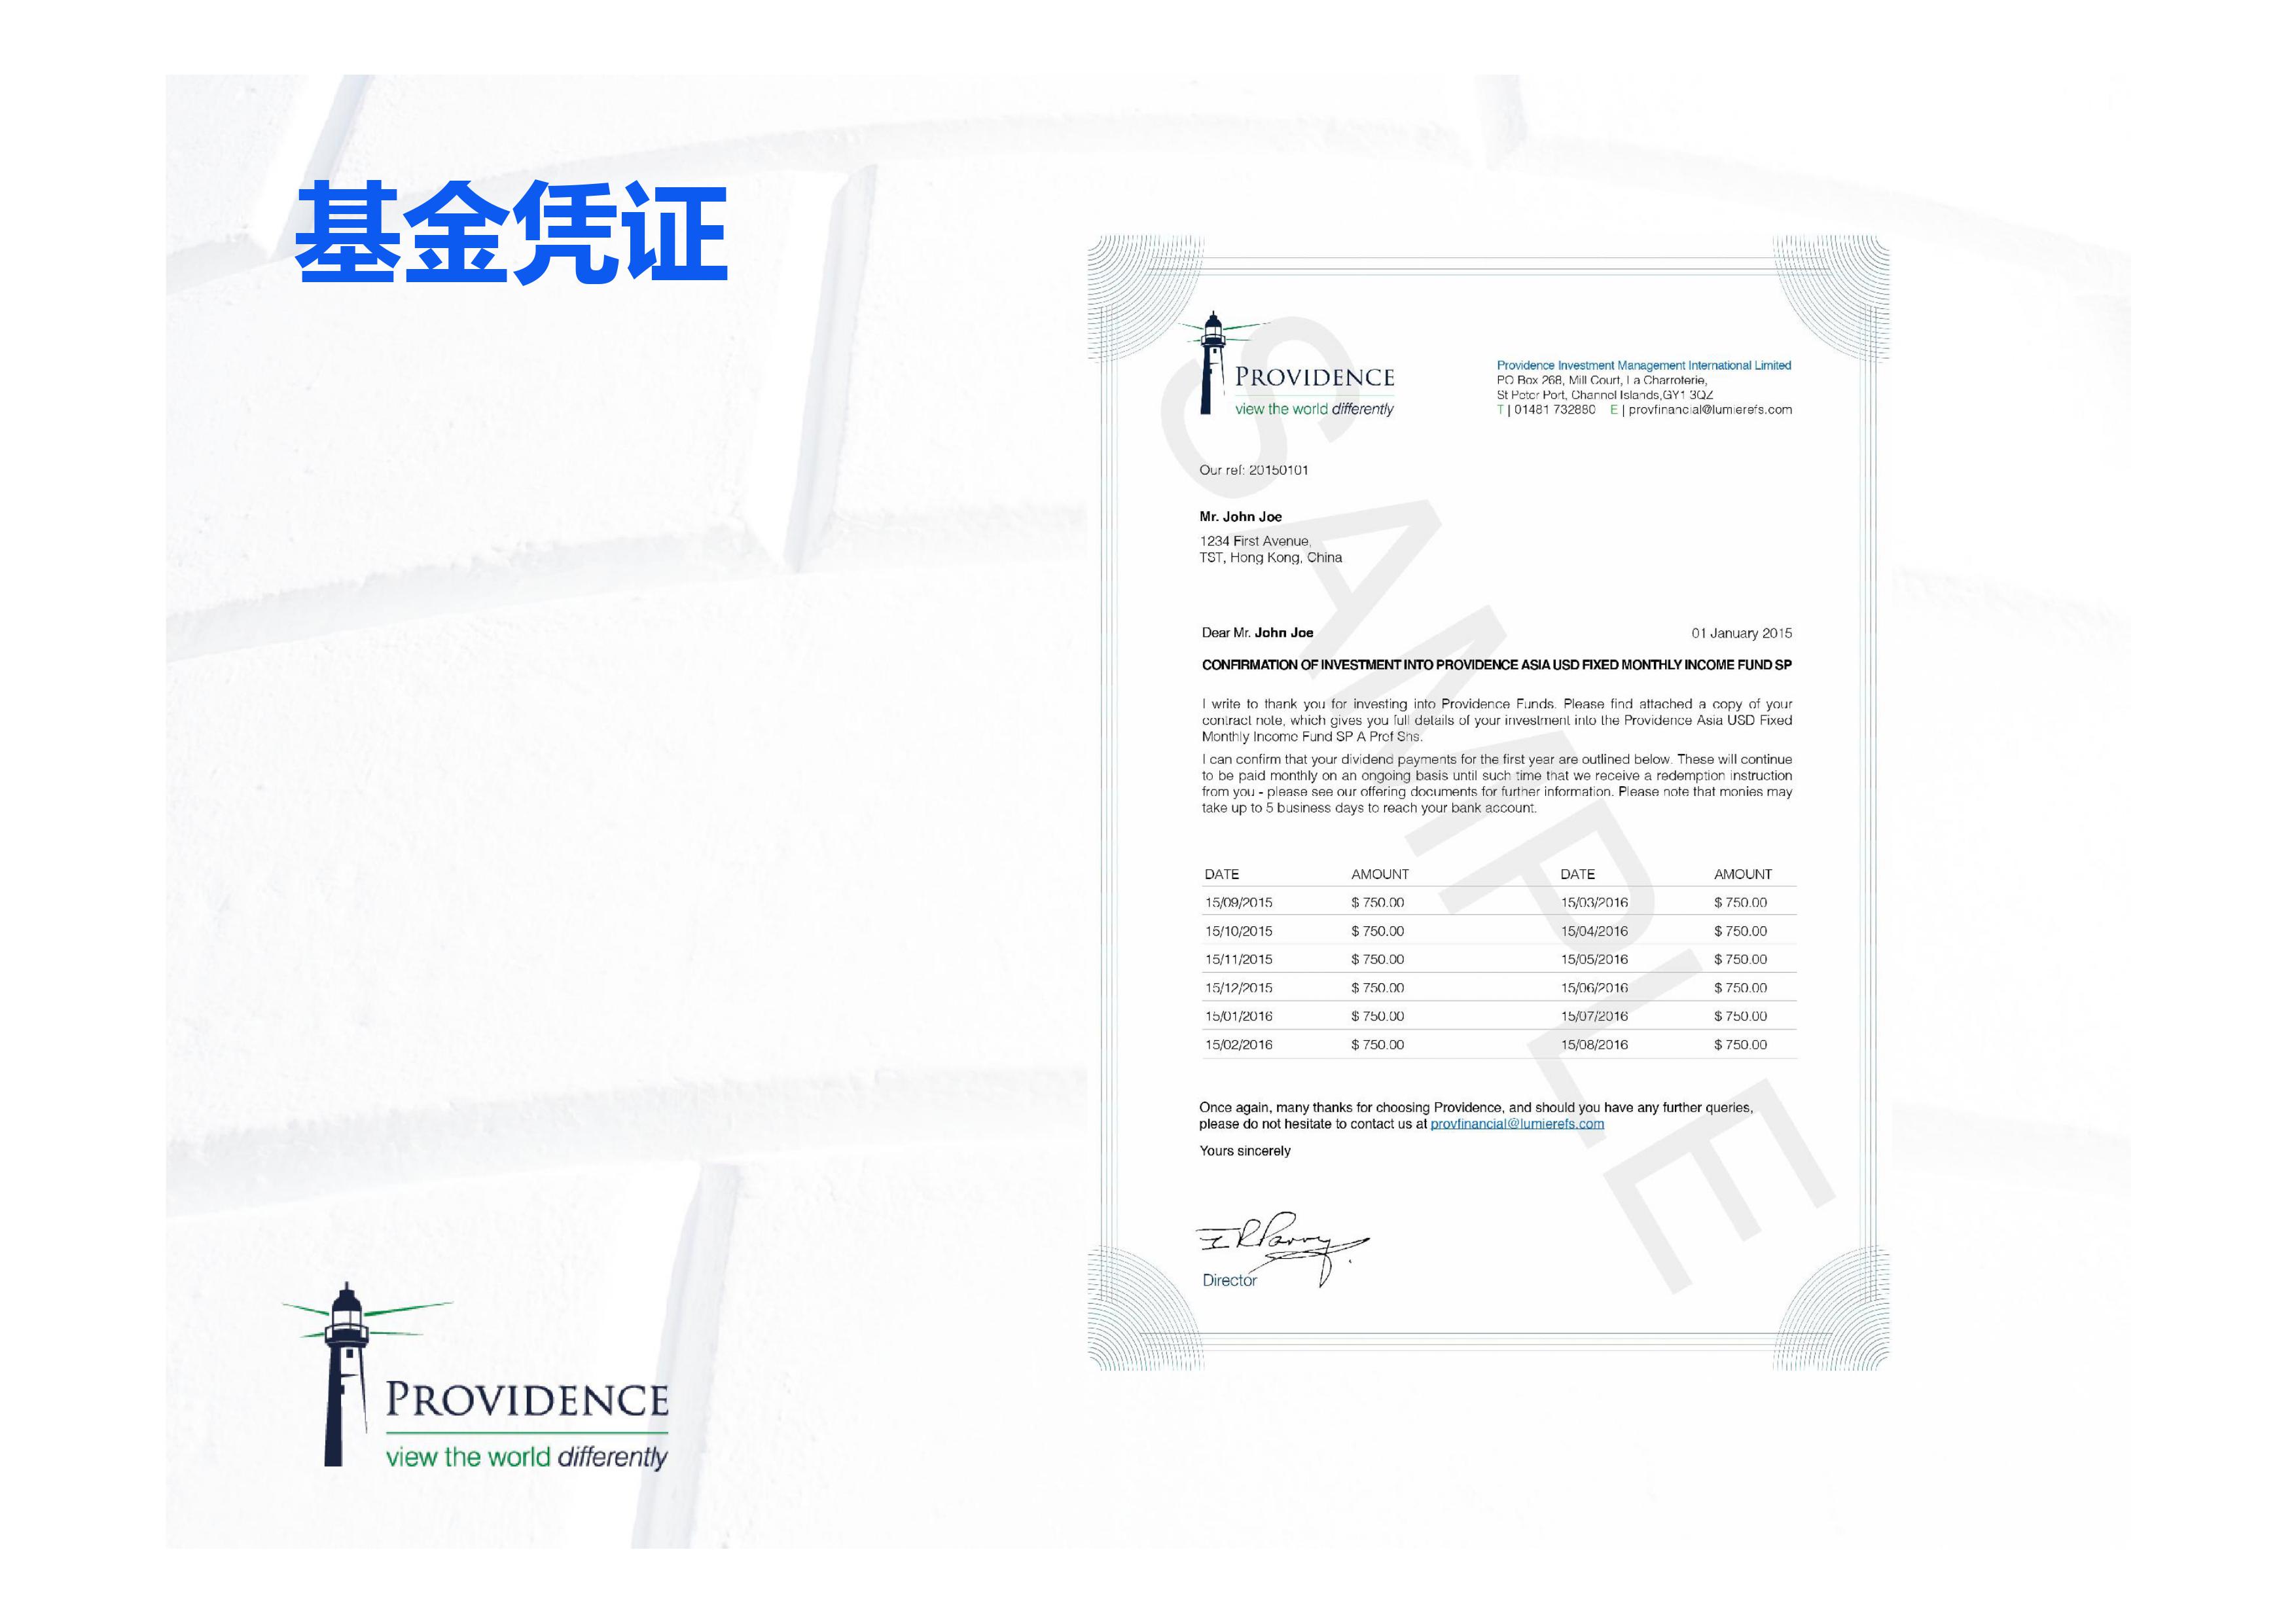 基金凭证
PROVIDENCE
view the world differently
Providence Investment Management International Limited
PO Box 268, Mill Court, La Charroterie,
St Peter Port, Channel Islands,GY1 3QZ
T | 01481 732880 E | provfinancial@lumierefs.com
Our ref: 20150101
Mr. John Joe
1234 First Avenue,
TST, Hong Kong, China
Dear Mr. John Joe 01 January 2015
CONFIRMATION OF INVESTMENT INTO PROVIDENCE ASIA USD FIXED MONTHLY INCOME FUND SP
I write to thank you for investing into Providence Funds. Please find attached a copy of your
contract note, which gives you full details of your investment into the Providence Asia USD Fixed
Monthly Income Fund SP A Pref Shs.
I can confirm that your dividend payments for the first year are outlined below. These will continue
to be paid monthly on an ongoing basis until such time that we receive a redemption instruction
from you - please see our offering documents for further information. Please note that monies may
take up to 5 business days to reach your bank account.
DATE AMOUNT DATE AMOUNT
15/09/2015 $ 750.00 15/03/2016 $ 750.00
15/10/2015 $ 750.00 15/04/2016 $ 750.00
15/11/2015 $ 750.00 15/05/2016 $ 750.00
15/12/2015 $ 750.00 15/06/2016 $ 750.00
15/01/2016 $ 750.00 15/07/2016 $ 750.00
15/02/2016 $ 750.00 15/08/2016 $ 750.00
Once again, many thanks for choosing Providence, and should you have any further queries,
please do not hesitate to contact us at provfinancial@lumierefs.com
Yours sincerely
Director
SAMPLE
PROVIDENCE
view the world differently